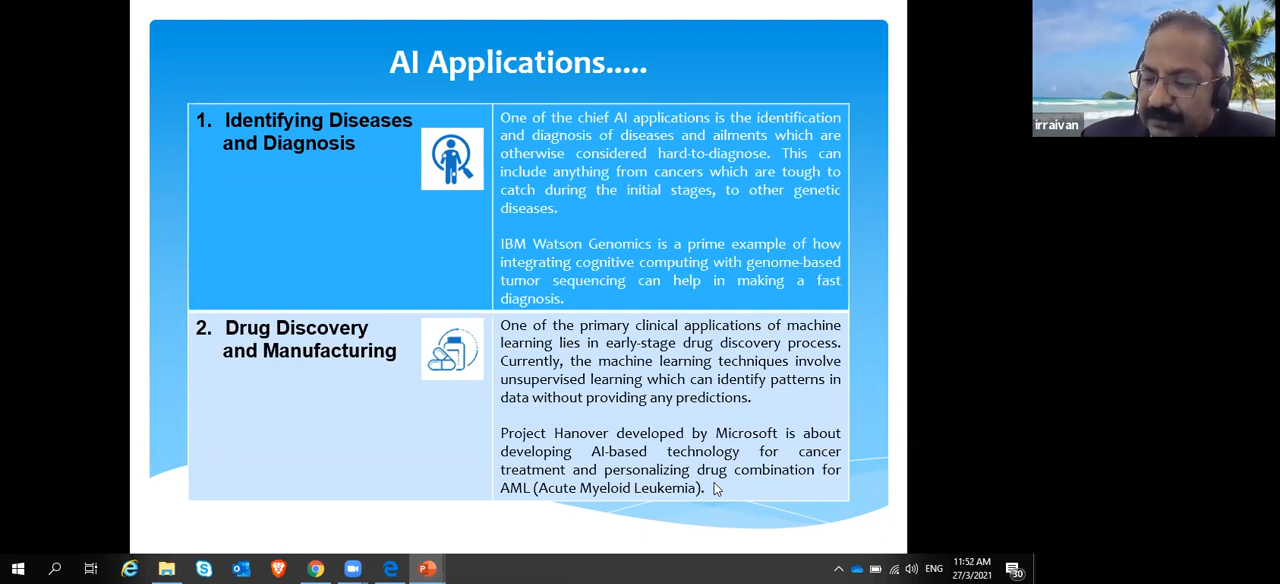 AI Applications.....
1. Identifying Diseases
and Diagnosis
One of the chief AI applications is the identification
and diagnosis of diseases and ailments which are
otherwise considered hard-to-diagnose. This can
include anything from cancers which are tough to
catch during the initial stages, to other genetic
diseases.
IBM Watson Genomics is a prime example of how
integrating cognitive computing with genome-based
tumor sequencing can help in making a fast
diagnosis.
2. Drug Discovery
and Manufacturing
One of the primary clinical applications of machine
learning lies in early-stage drug discovery process.
Currently, the machine learning techniques involve
unsupervised learning which can identify patterns in
data without providing any predictions.
Project Hanover developed by Microsoft is about
developing AI-based technology for cancer
treatment and personalizing drug combination for
AML (Acute Myeloid Leukemia).
irraivan
ENG
11:52 AM
27/3/2021
30